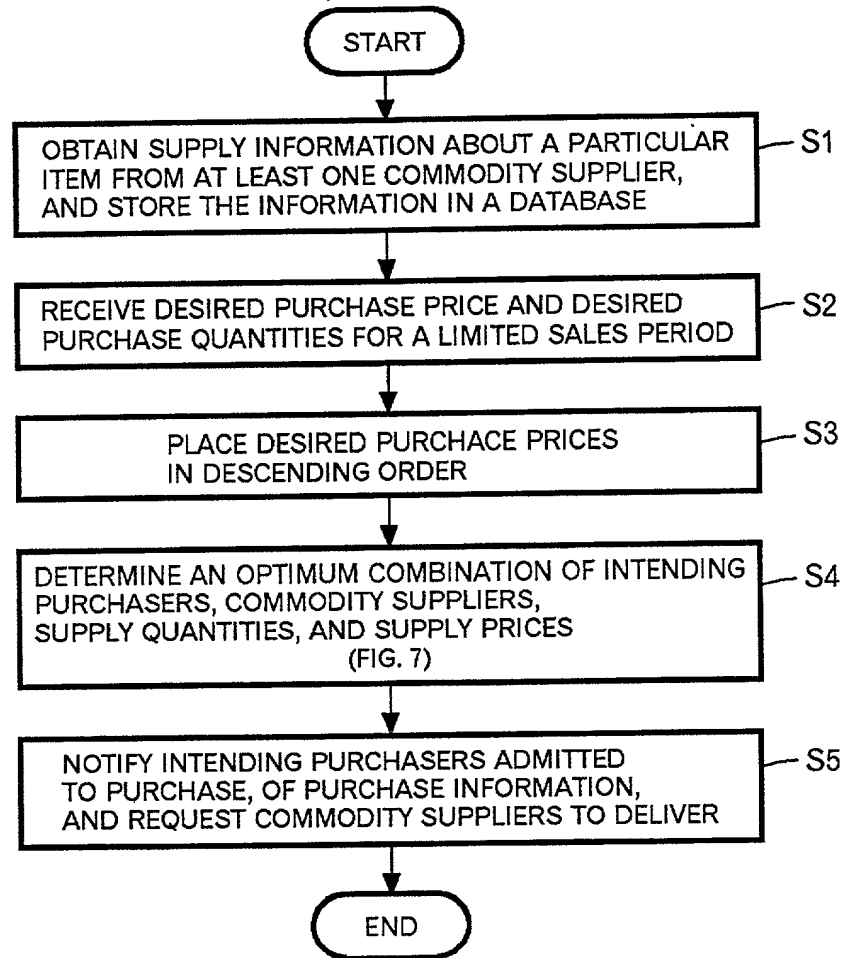 START
OBTAIN SUPPLY INFORMATION ABOUT A PARTICULAR
ITEM FROM AT LEAST ONE COMMODITY SUPPLIER,
AND STORE THE INFORMATION IN A DATABASE
S1
RECEIVE DESIRED PURCHASE PRICE AND DESIRED
PURCHASE QUANTITIES FOR A LIMITED SALES PERIOD
S2
PLACE DESIRED PURCHACE PRICES
IN DESCENDING ORDER
S3
DETERMINE AN OPTIMUM COMBINATION OF INTENDING
PURCHASERS, COMMODITY SUPPLIERS,
SUPPLY QUANTITIES, AND SUPPLY PRICES
(FIG. 7)
S4
NOTIFY INTENDING PURCHASERS ADMITTED
TO PURCHASE, OF PURCHASE INFORMATION,
AND REQUEST COMMODITY SUPPLIERS TO DELIVER
S5
END